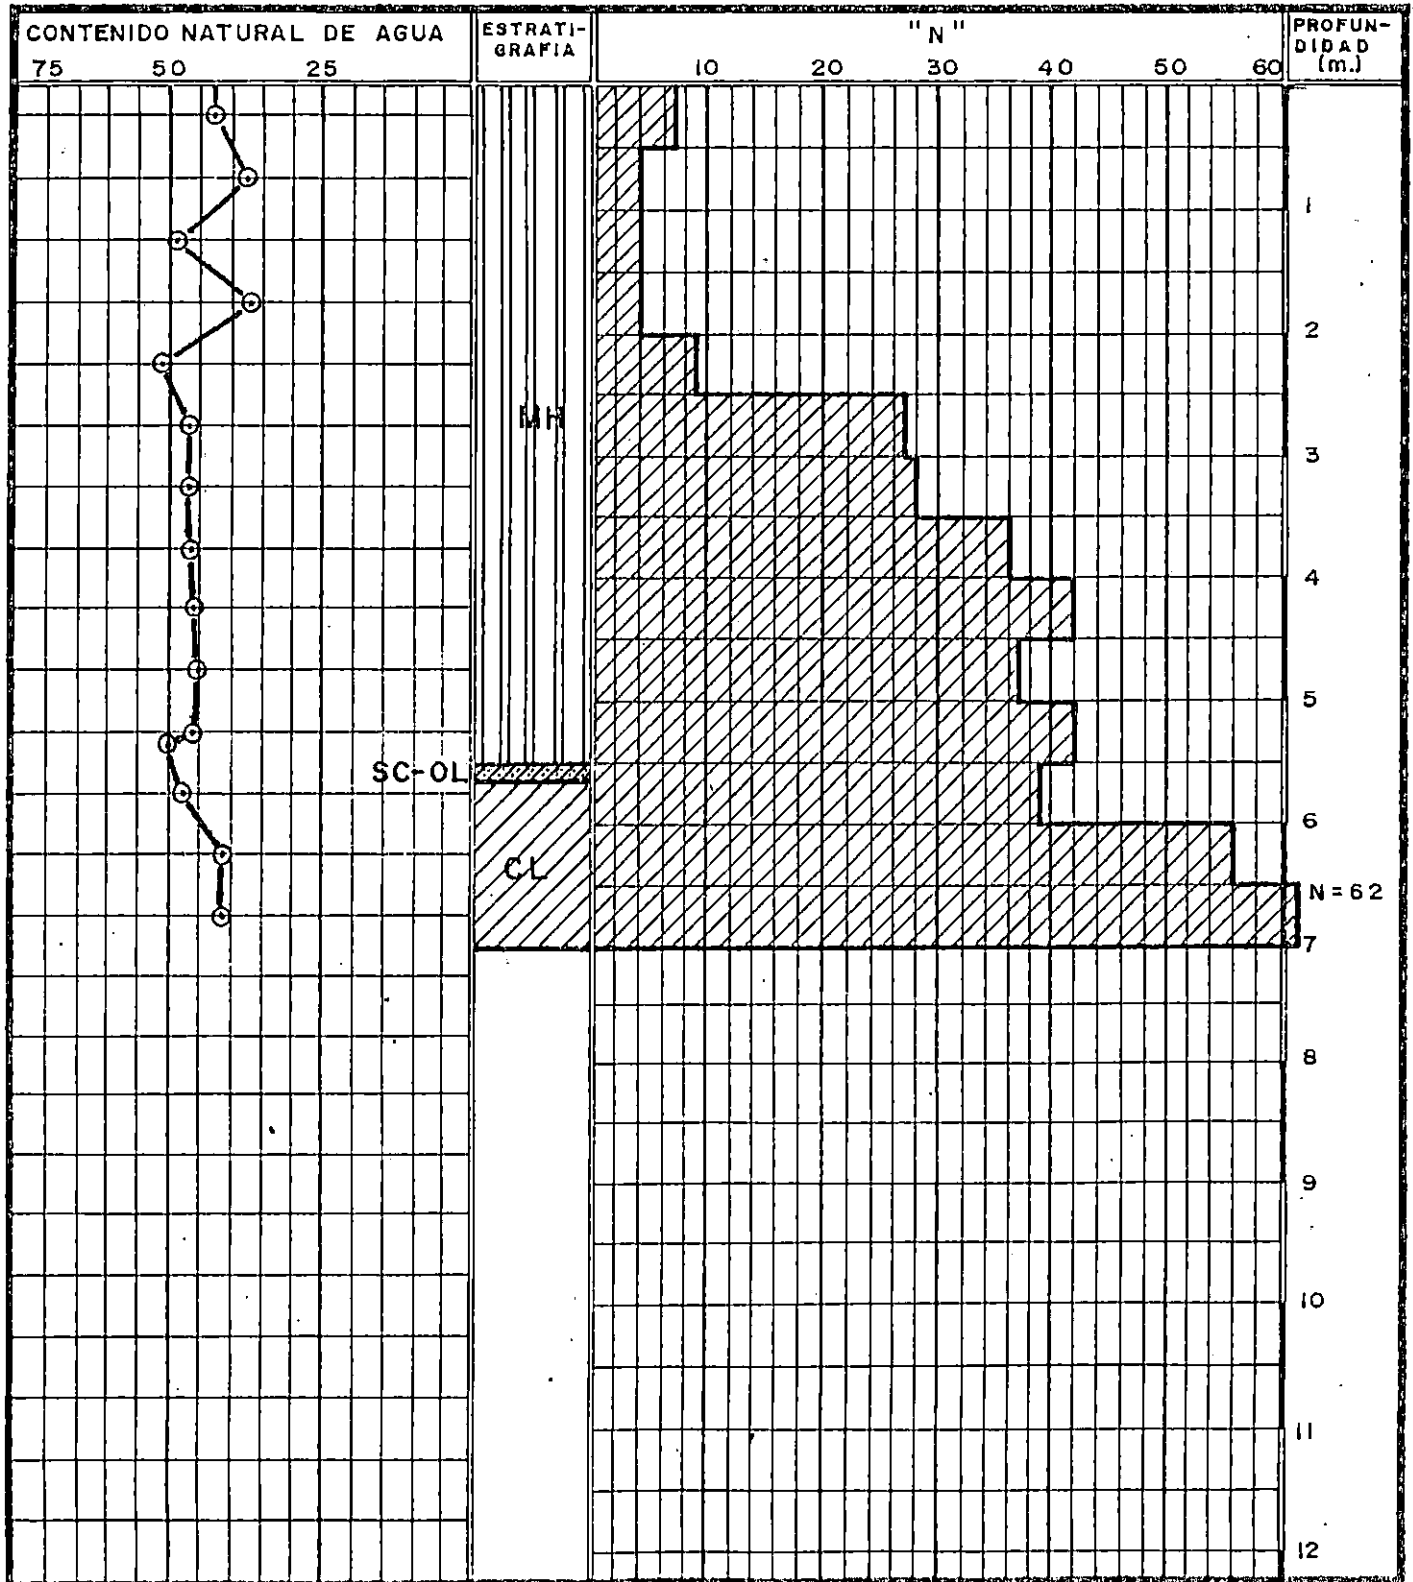 CONTENIDO NATURAL DE AGUA
ESTRATI-
GRAFIA
"N"
PROFUN-
DIDAD
(m.)
75 50 25
10 20 30 40 50 60
1
2
MH
3
4
5
SC-OL
6
CL
N=62
7
8
9
10
11
12